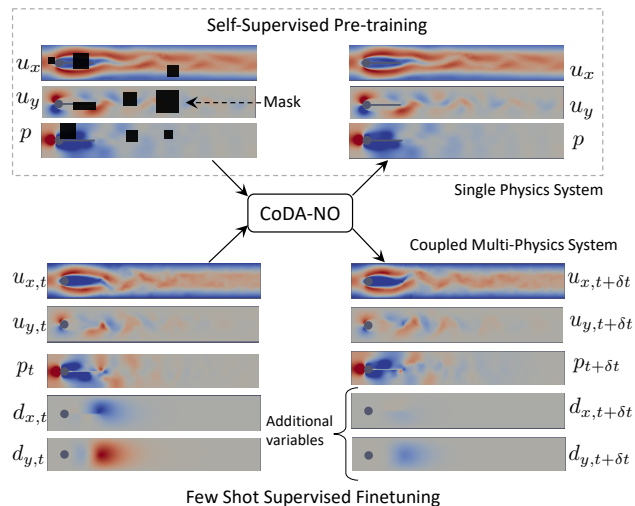 Self-Supervised Pre-training
u_x
u_x
u_y
Mask
u_y
p
p
Single Physics System
CoDA-NO
Coupled Multi-Physics System
u_{x,t}
u_{x,t+δt}
u_{y,t}
u_{y,t+δt}
p_t
p_{t+δt}
d_{x,t}
Additional
variables
d_{x,t+δt}
d_{y,t}
d_{y,t+δt}
Few Shot Supervised Finetuning